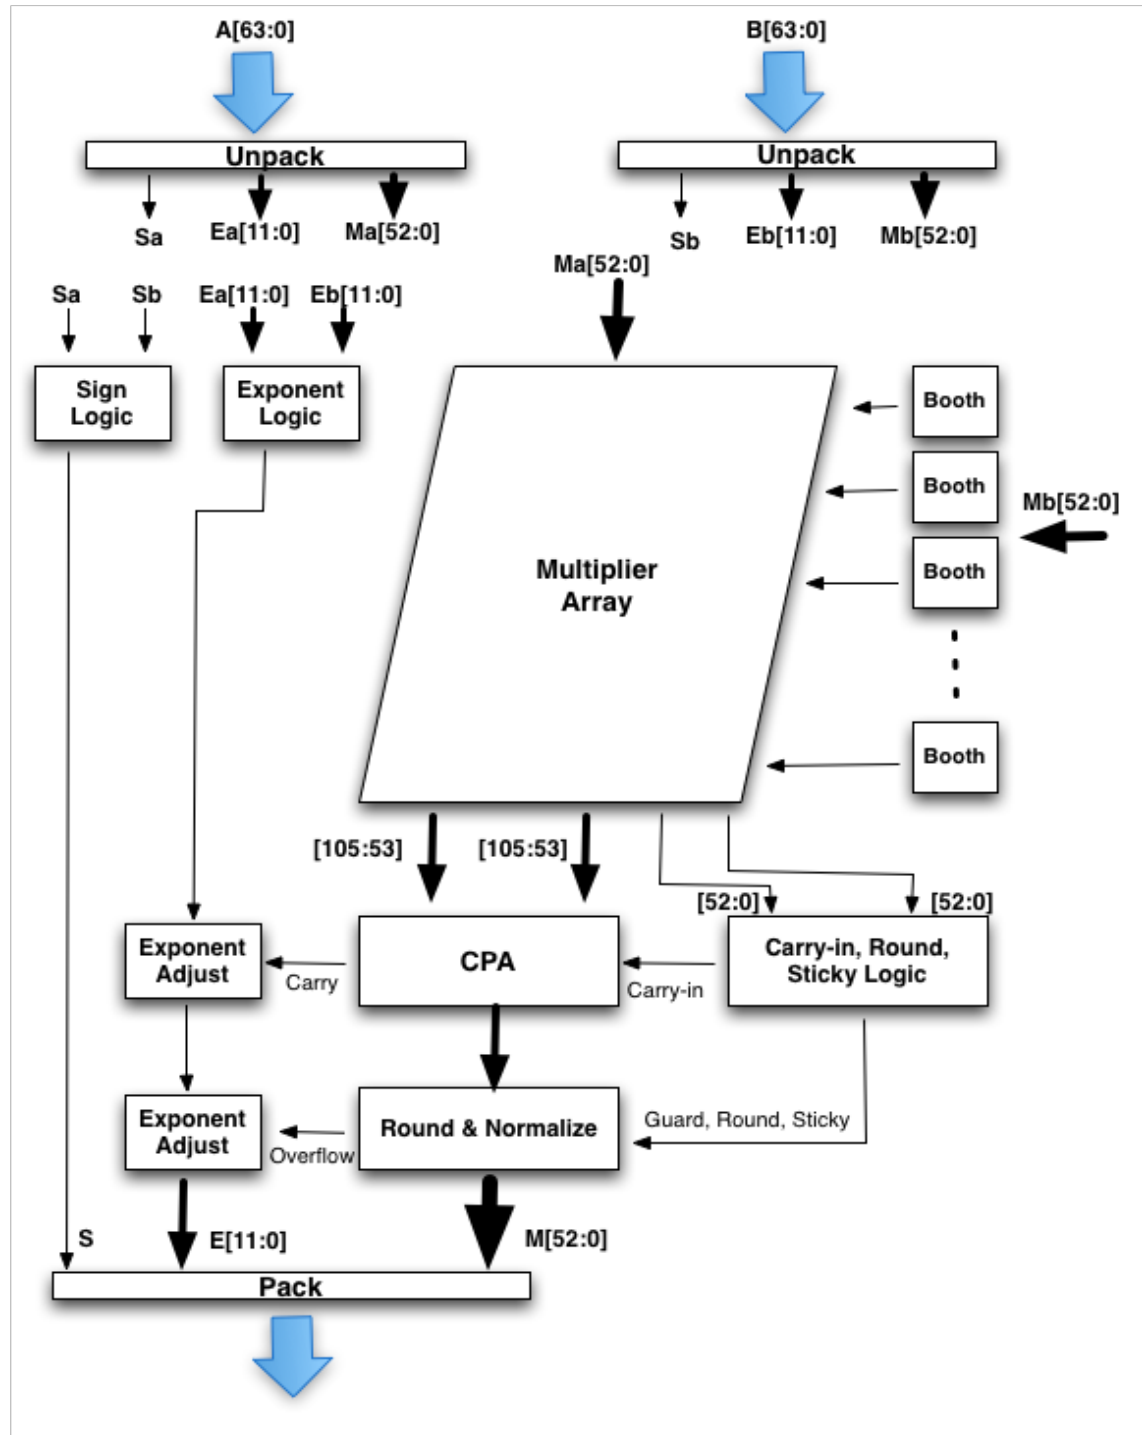 A[63:0]
B[63:0]
Unpack
Unpack
Sa
Ea[11:0]
Ma[52:0]
Sb
Eb[11:0]
Mb[52:0]
Ma[52:0]
Sa
Sb
Ea[11:0]
Eb[11:0]
Sign
Logic
Exponent
Logic
Booth
Booth
Mb[52:0]
Booth
Multiplier
Array
Booth
[105:53]
[105:53]
[52:0]
[52:0]
Exponent
Adjust
Carry
CPA
Carry-in
Carry-in, Round,
Sticky Logic
Exponent
Adjust
Overflow
Round & Normalize
Guard, Round, Sticky
S
E[11:0]
M[52:0]
Pack